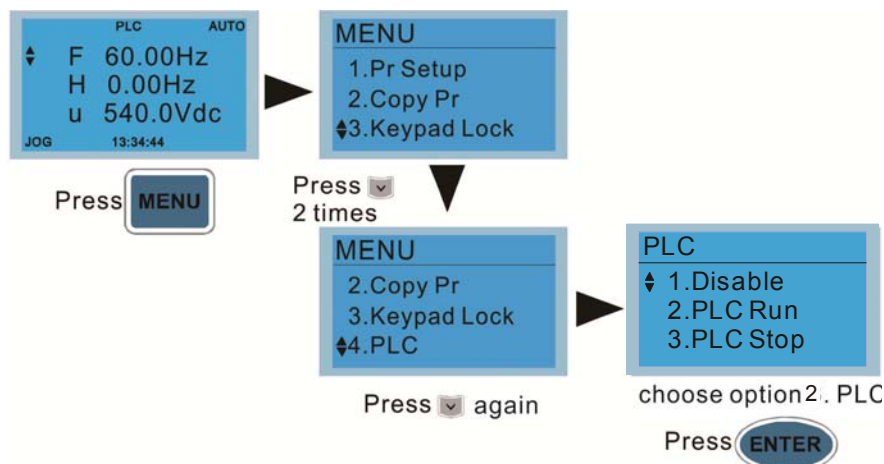 PLC AUTO
F 60.00Hz
H 0.00Hz
u 540.0Vdc
JOG 13:34:44
Press MENU
MENU
1.Pr Setup
2.Copy Pr
3.Keypad Lock
Press
2 times
MENU
2.Copy Pr
3.Keypad Lock
4.PLC
Press again
PLC
1.Disable
2.PLC Run
3.PLC Stop
choose option 2. PLC
Press ENTER